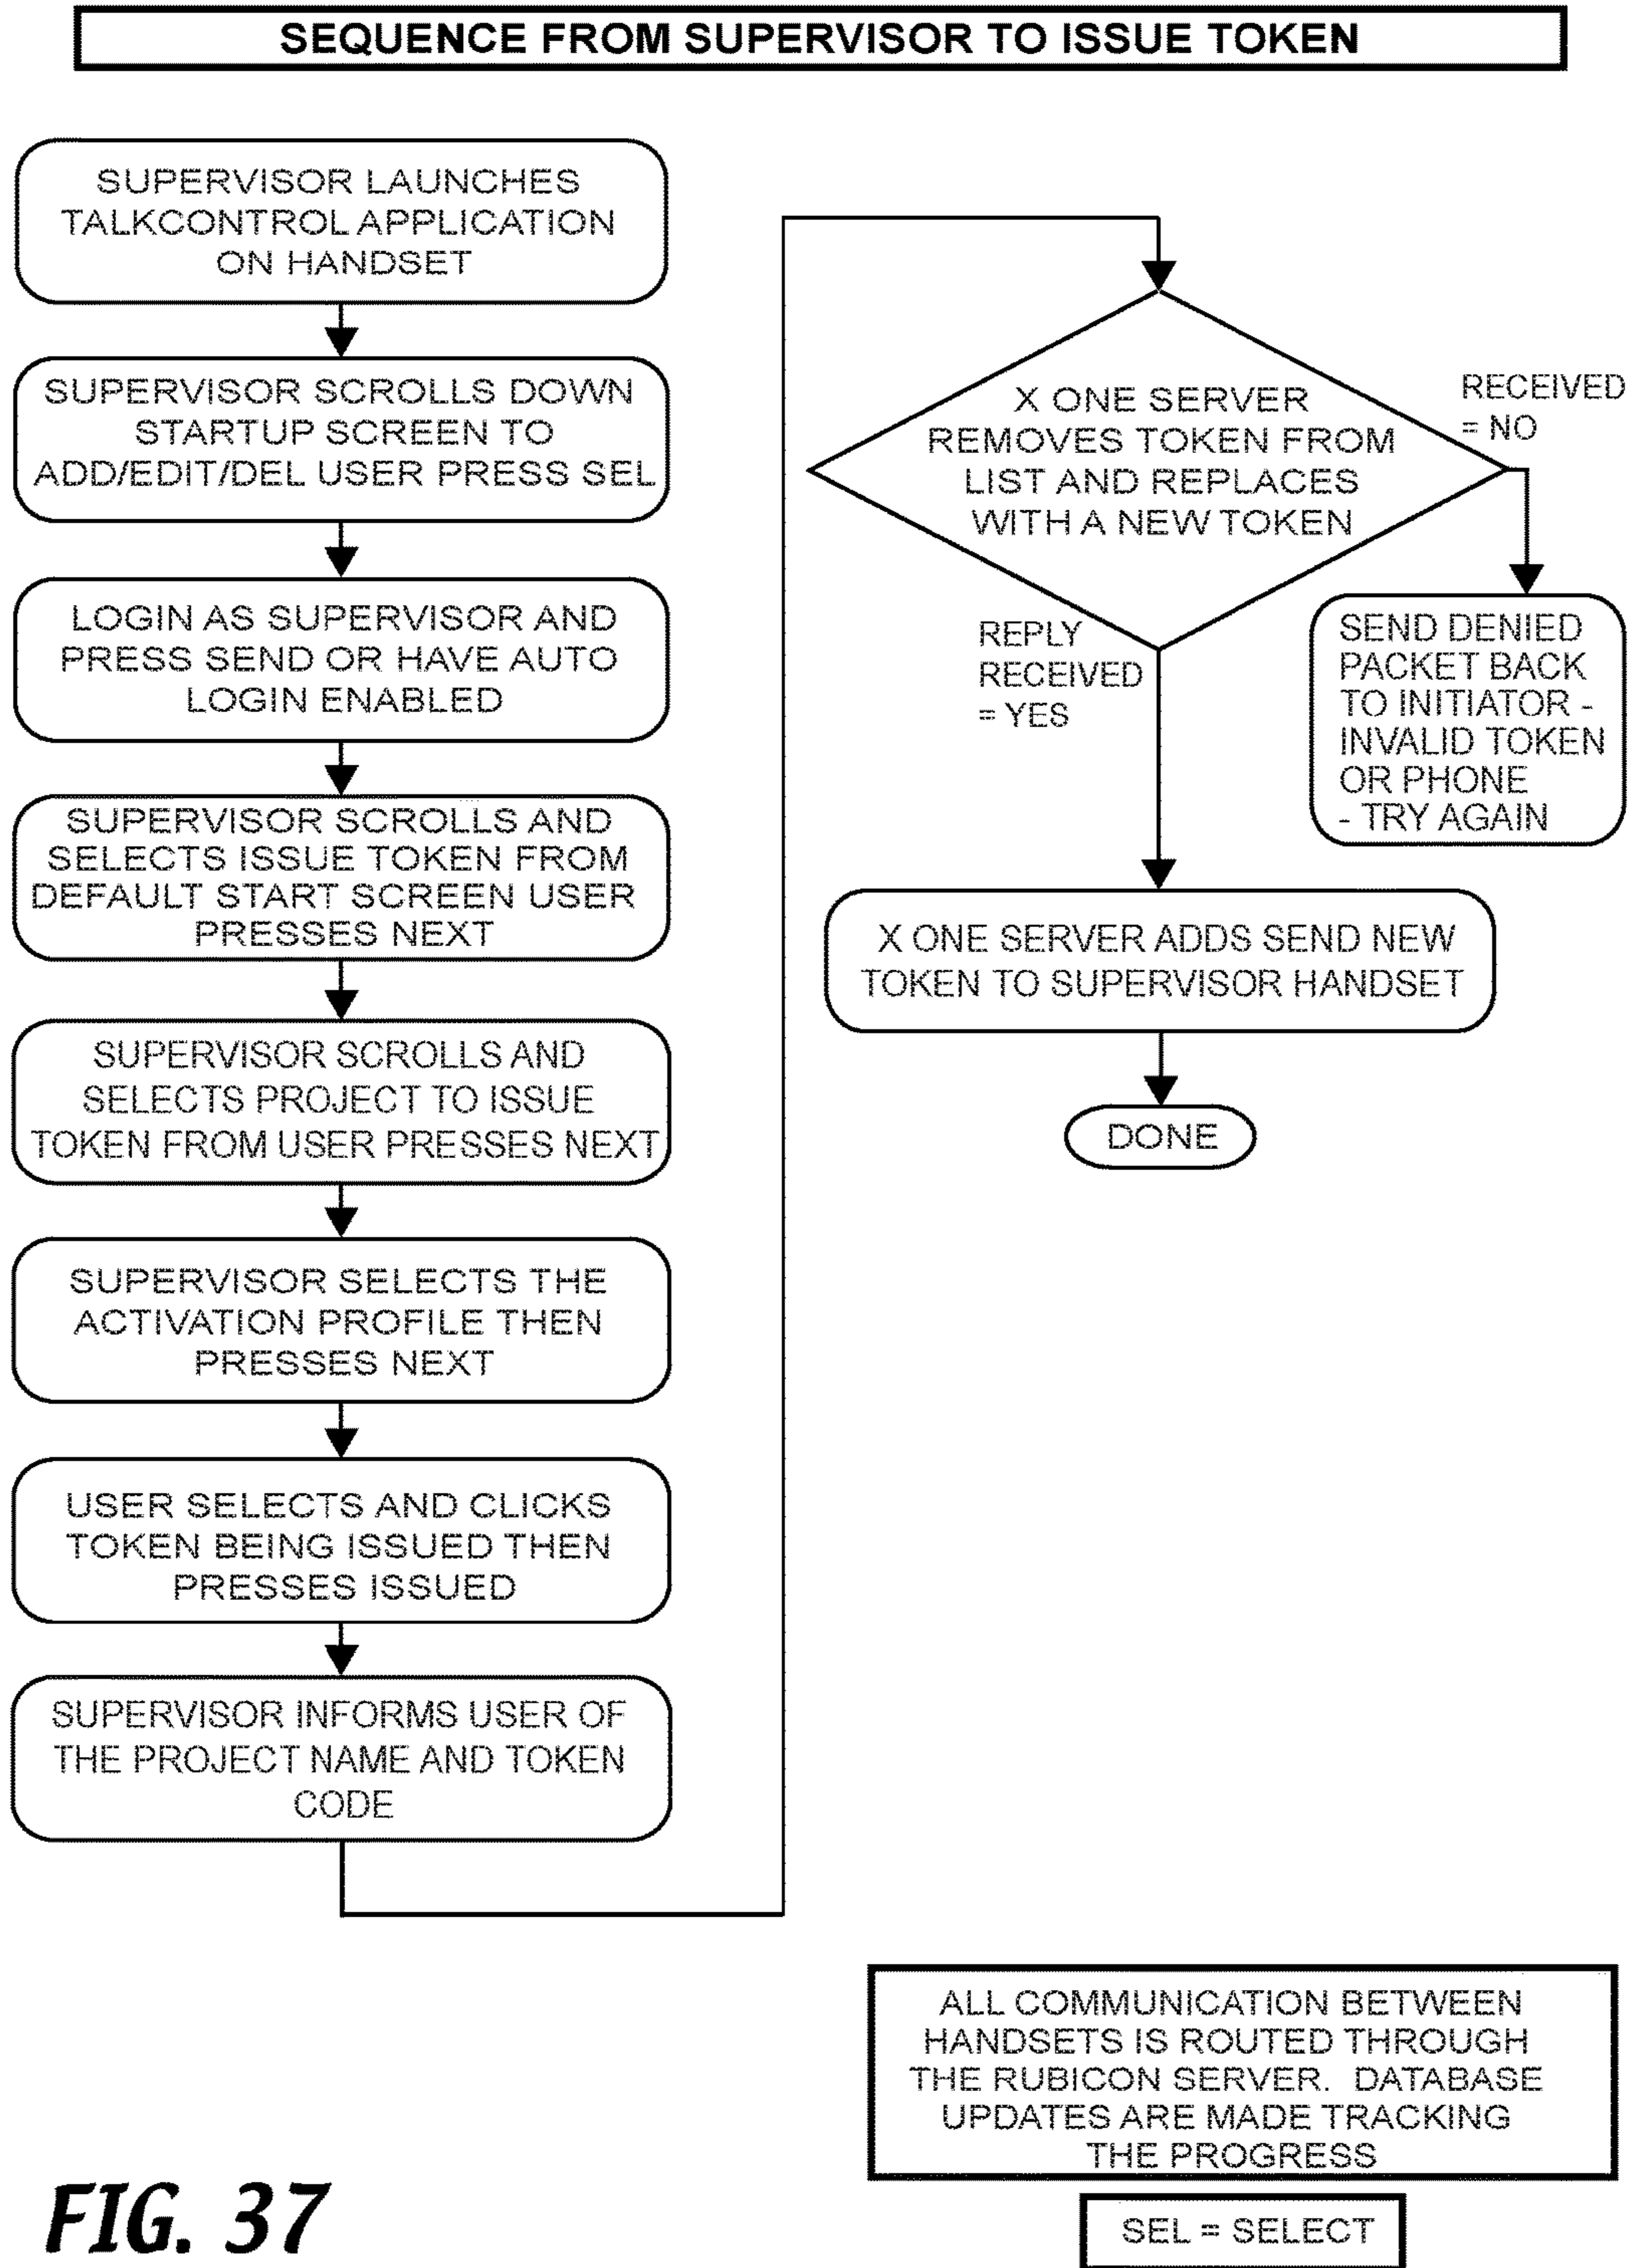 SEQUENCE FROM SUPERVISOR TO ISSUE TOKEN
SUPERVISOR LAUNCHES
TALKCONTROL APPLICATION
ON HANDSET
SUPERVISOR SCROLLS DOWN
STARTUP SCREEN TO
ADD/EDIT/DEL USER PRESS SEL
LOGIN AS SUPERVISOR AND
PRESS SEND OR HAVE AUTO
LOGIN ENABLED
SUPERVISOR SCROLLS AND
SELECTS ISSUE TOKEN FROM
DEFAULT START SCREEN USER
PRESSES NEXT
SUPERVISOR SCROLLS AND
SELECTS PROJECT TO ISSUE
TOKEN FROM USER PRESSES NEXT
SUPERVISOR SELECTS THE
ACTIVATION PROFILE THEN
PRESSES NEXT
USER SELECTS AND CLICKS
TOKEN BEING ISSUED THEN
PRESSES ISSUED
SUPERVISOR INFORMS USER OF
THE PROJECT NAME AND TOKEN
CODE
X ONE SERVER
REMOVES TOKEN FROM
LIST AND REPLACES
WITH A NEW TOKEN
RECEIVED
= NO
SEND DENIED
PACKET BACK
TO INITIATOR -
INVALID TOKEN
OR PHONE
- TRY AGAIN
REPLY
RECEIVED
= YES
X ONE SERVER ADDS SEND NEW
TOKEN TO SUPERVISOR HANDSET
DONE
ALL COMMUNICATION BETWEEN
HANDSETS IS ROUTED THROUGH
THE RUBICON SERVER. DATABASE
UPDATES ARE MADE TRACKING
THE PROGRESS
SEL = SELECT
FIG. 37